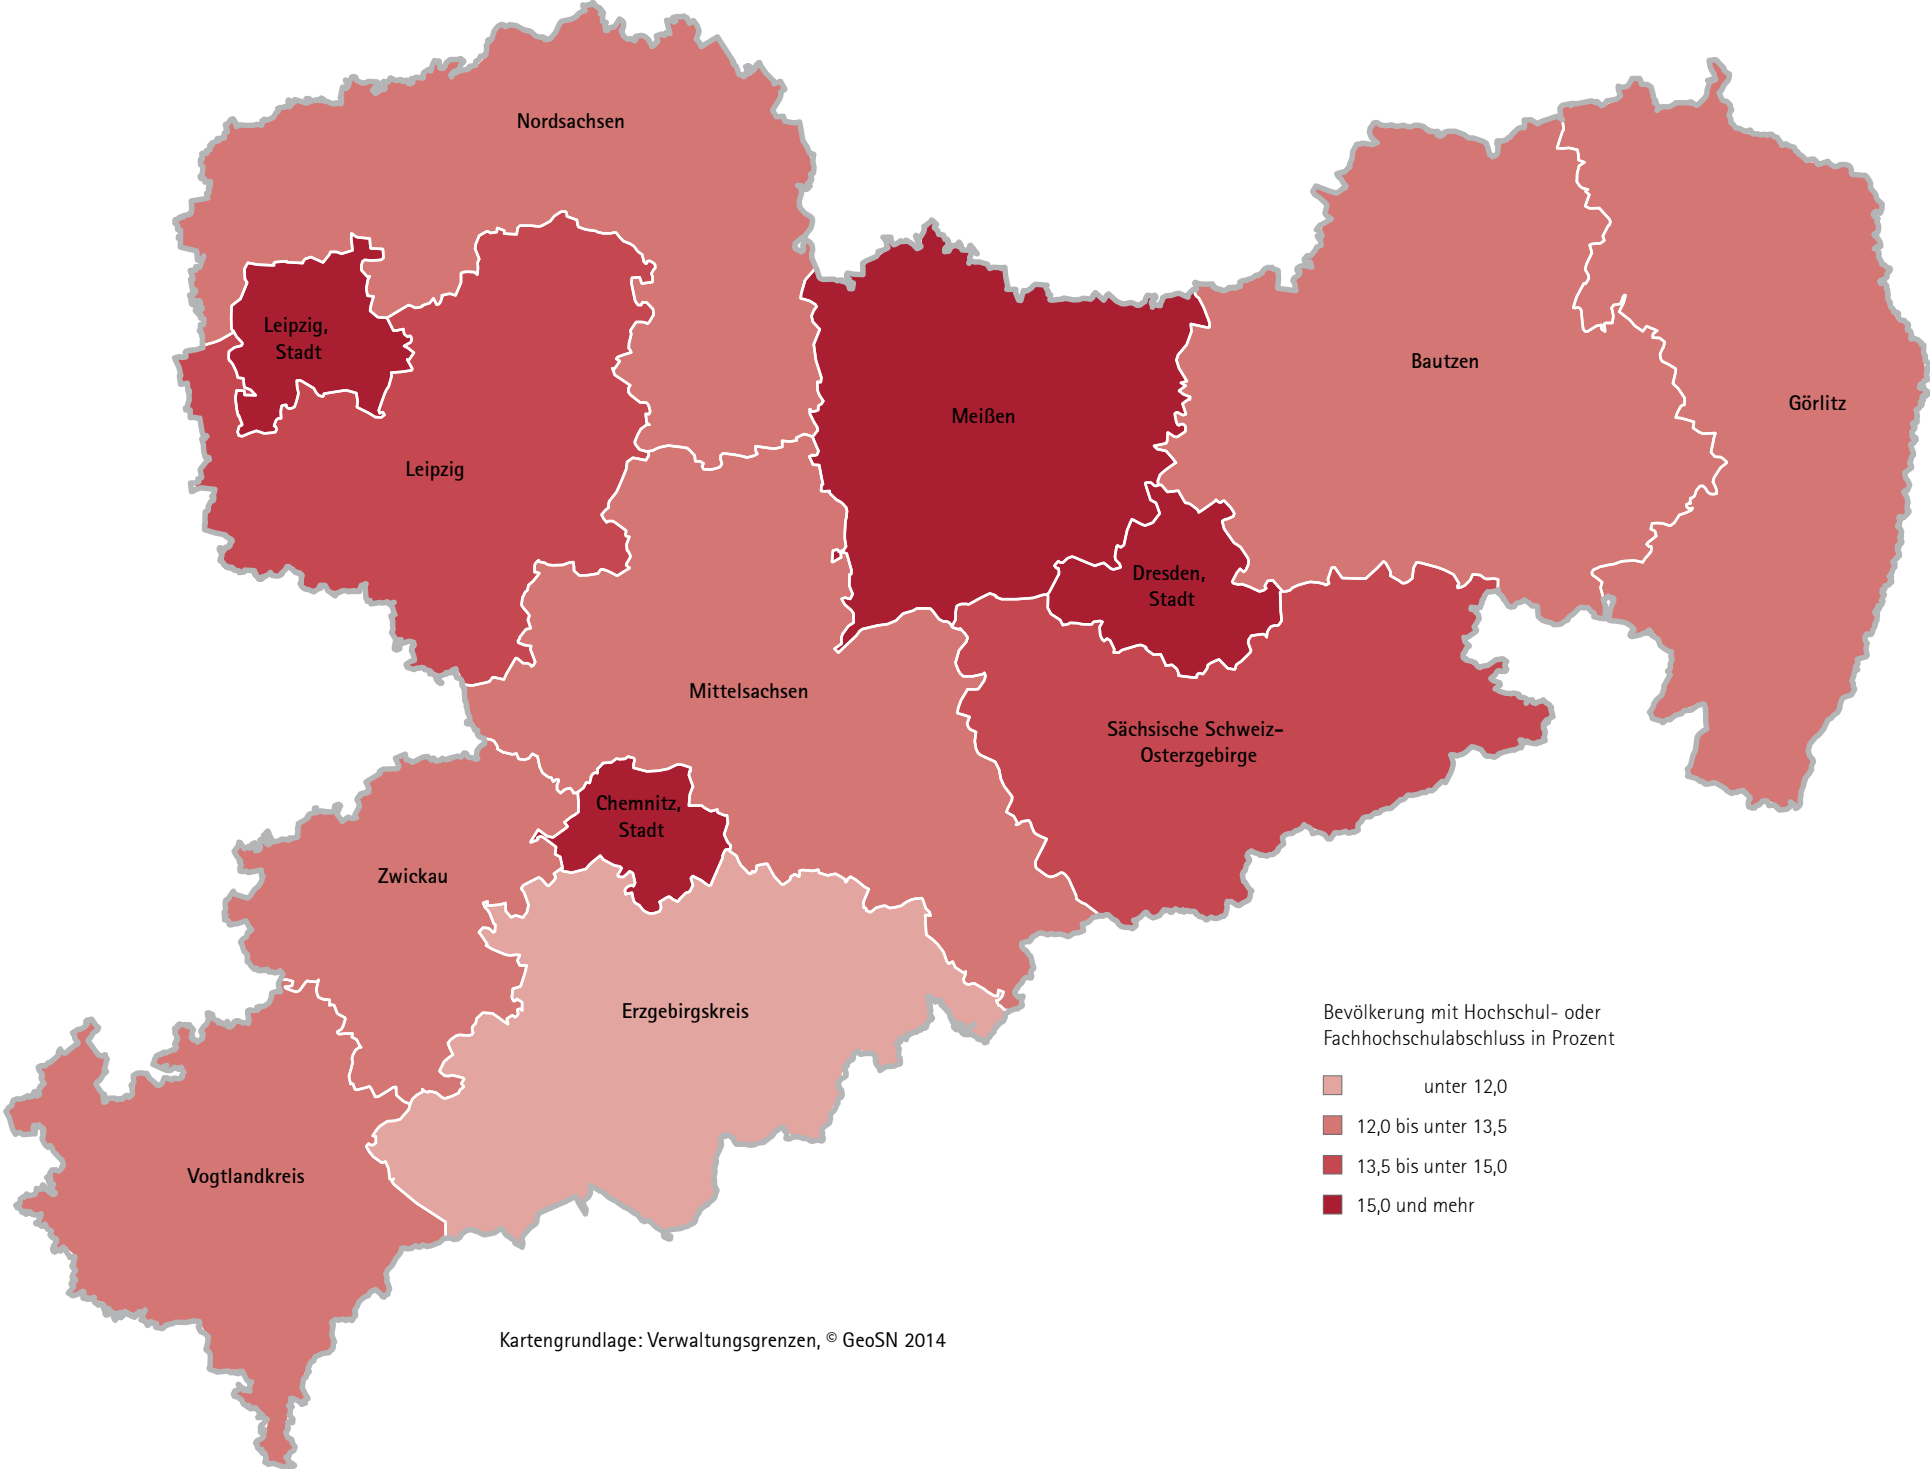 Nordsachsen
Leipzig,
Stadt
Bautzen
Görlitz
Meißen
Leipzig
Dresden,
Stadt
Mittelsachsen
Sächsische Schweiz-
Osterzgebirge
Chemnitz,
Stadt
Zwickau
Erzgebirgskreis
Vogtlandkreis
Bevölkerung mit Hochschul- oder
Fachhochschulabschluss in Prozent
unter 12,0
12,0 bis unter 13,5
13,5 bis unter 15,0
15,0 und mehr
Kartengrundlage: Verwaltungsgrenzen, © GeoSN 2014